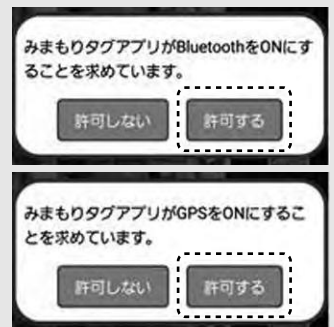 みまもりタグアプリがBluetoothをONにす
ることを求めています。
許可しない 許可する
みまもりタグアプリがGPSをONにするこ
とを求めています。
許可しない 許可する